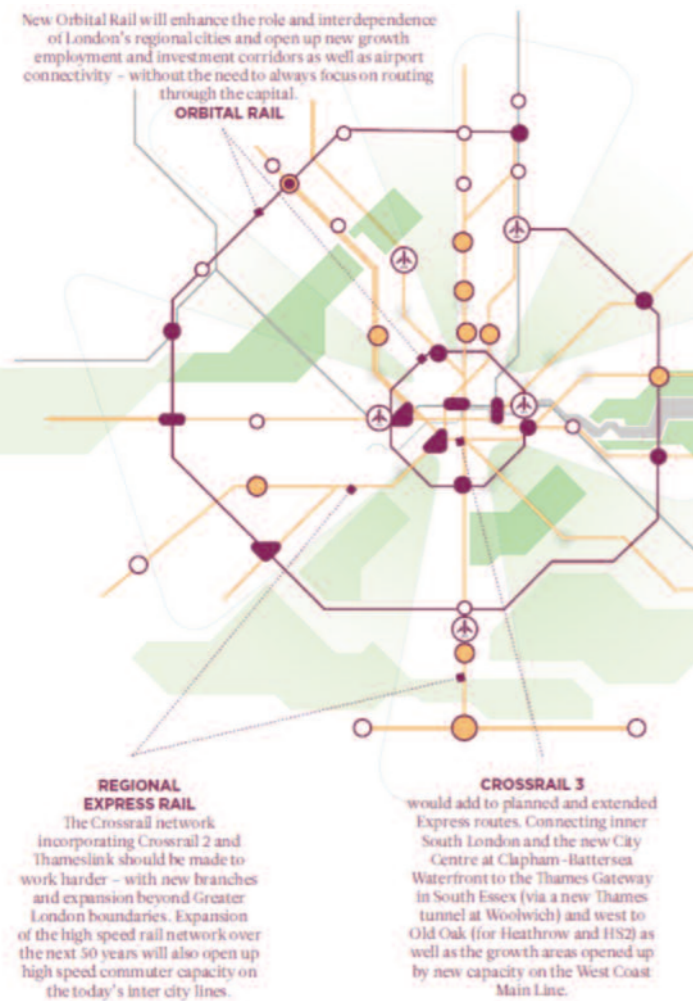 New Orbital Rail will enhance the role and interdependence
of London's regional cities and open up new growth
employment and investment corridors as well as airport
connectivity – without the need to always focus on routing
through the capital.
ORBITAL RAIL
REGIONAL
EXPRESS RAIL
The Crossrail network
incorporating Crossrail 2 and
Thameslink should be made to
work harder – with new branches
and expansion beyond Greater
London boundaries. Expansion
of the high speed rail network over
the next 50 years will also open up
high speed commuter capacity on
the today's inter city lines.
CROSSRAIL 3
would add to planned and extended
Express routes. Connecting inner
South London and the new City
Centre at Clapham-Battersea
Waterfront to the Thames Gateway
in South Essex (via a new Thames
tunnel at Woolwich) and west to
Old Oak (for Heathrow and HS2) as
well as the growth areas opened up
by new capacity on the West Coast
Main Line.